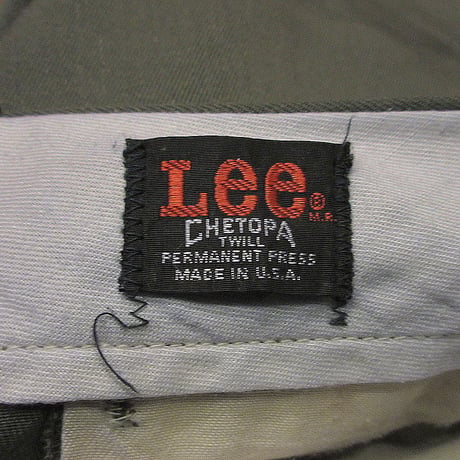 Lee®
M.R.
CHETOPA
TWILL
PERMANENT PRESS
MADE IN U.S.A.